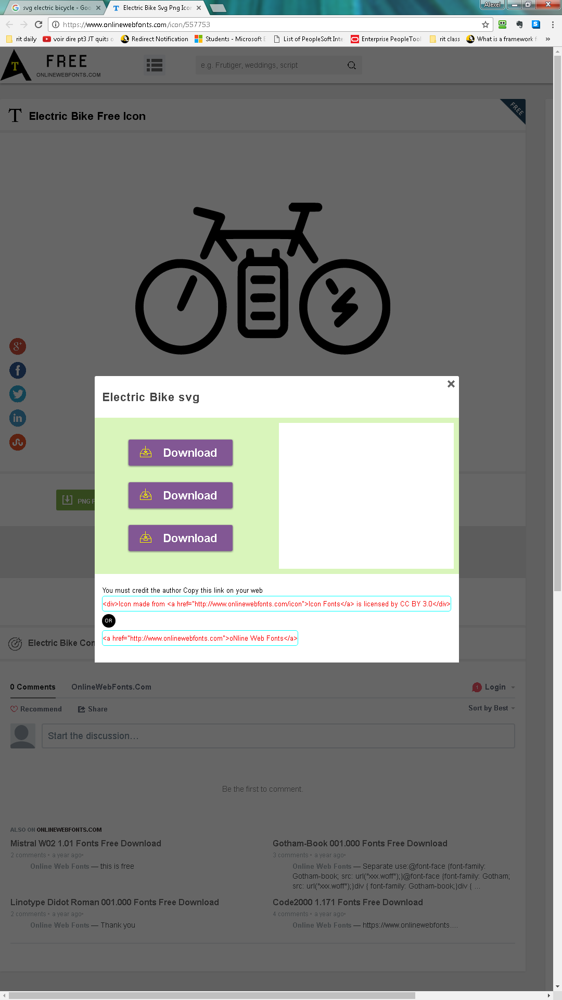 svg electric bicycle - Goo
Electric Bike Svg Png Icon
Alexei
https://www.onlinewebfonts.com/icon/557753
rit daily
voir dire pt3 JT quits o
Redirect Notification
Students - Microsoft E
List of PeopleSoft Inte
Enterprise PeopleTool
rit class
What is a framework f
T
FREE
ONLINEWEBFONTS.COM
e.g. Frutiger, weddings, script
T Electric Bike Free Icon
FREE
Electric Bike svg
Download
Download
Download
PNG F
You must credit the author Copy this link on your web
<div>Icon made from <a href="http://www.onlinewebfonts.com/icon">Icon Fonts</a> is licensed by CC BY 3.0</div>
OR
<a href="http://www.onlinewebfonts.com">oNline Web Fonts</a>
Electric Bike Con
0 Comments
OnlineWebFonts.Com
1 Login
Recommend
Share
Sort by Best
Start the discussion...
Be the first to comment.
ALSO ON ONLINEWEBFONTS.COM
Mistral W02 1.01 Fonts Free Download
2 comments • a year ago•
Online Web Fonts — this is free
Gotham-Book 001.000 Fonts Free Download
3 comments • a year ago•
Online Web Fonts — Separate use:@font-face {font-family:
Gotham-book; src: url("xxx.woff");}@font-face {font-family: Gotham;
src: url("xxx.woff");}div { font-family: Gotham-book;}div { ...
Linotype Didot Roman 001.000 Fonts Free Download
2 comments • a year ago•
Online Web Fonts — Thank you
Code2000 1.171 Fonts Free Download
4 comments • a year ago•
Online Web Fonts — https://www.onlinewebfonts....